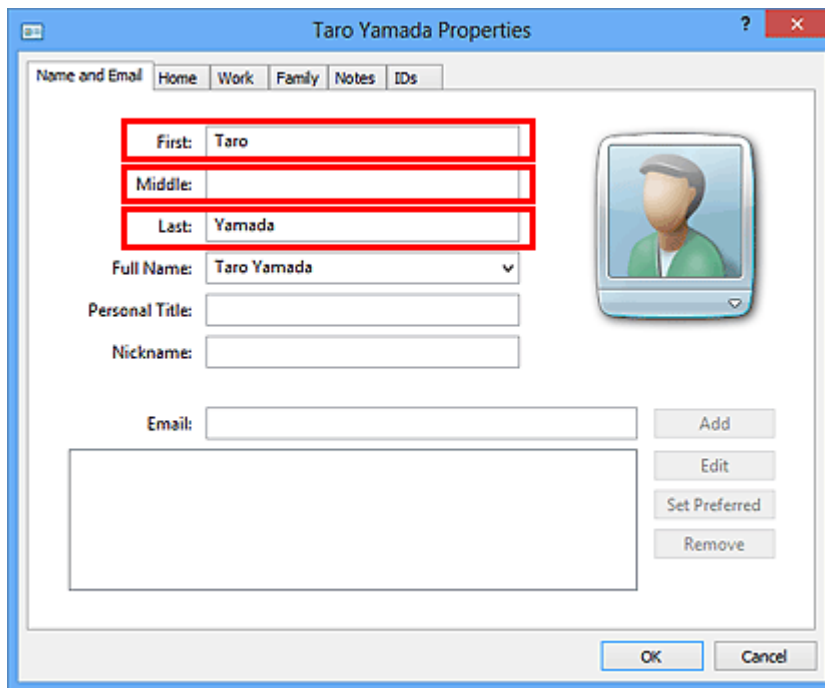 Taro Yamada Properties ? ×
Name and Email Home Work Family Notes IDs
First: Taro
Middle:
Last: Yamada
Full Name: Taro Yamada
Personal Title:
Nickname:
Email: Add
Edit
Set Preferred
Remove
OK Cancel